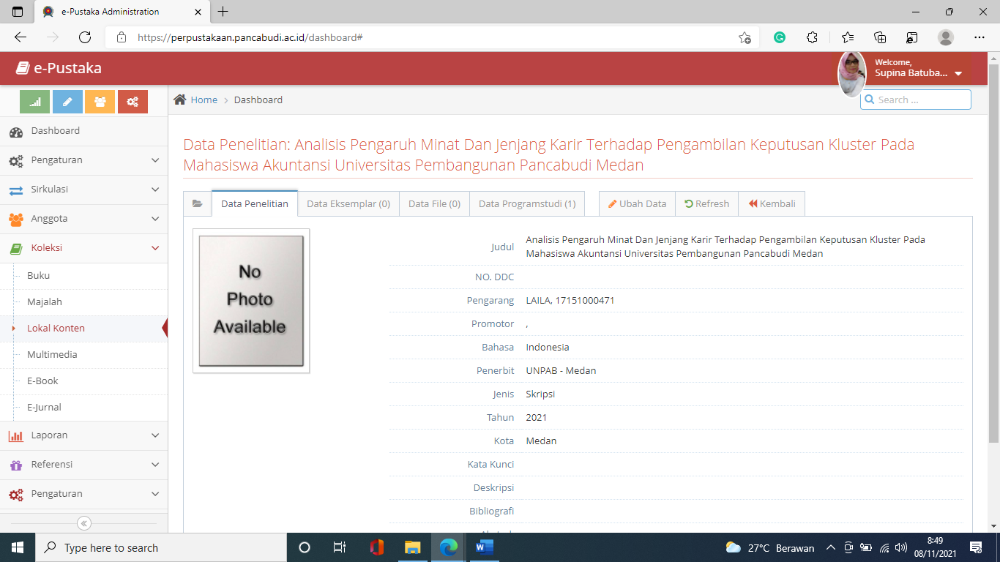 e-Pustaka Administration
https://perpustakaan.pancabudi.ac.id/dashboard#
e-Pustaka
Welcome,
Supina Batuba...
Home > Dashboard
Search ...
Dashboard
Pengaturan
Sirkulasi
Anggota
Koleksi
Buku
Majalah
Lokal Konten
Multimedia
E-Book
E-Jurnal
Laporan
Referensi
Pengaturan
Data Penelitian: Analisis Pengaruh Minat Dan Jenjang Karir Terhadap Pengambilan Keputusan Kluster Pada
Mahasiswa Akuntansi Universitas Pembangunan Pancabudi Medan
Data Penelitian Data Eksemplar (0) Data File (0) Data Programstudi (1) Ubah Data Refresh Kembali
No
Photo
Available
Judul Analisis Pengaruh Minat Dan Jenjang Karir Terhadap Pengambilan Keputusan Kluster Pada
Mahasiswa Akuntansi Universitas Pembangunan Pancabudi Medan
NO. DDC
Pengarang LAILA, 17151000471
Promotor ,
Bahasa Indonesia
Penerbit UNPAB - Medan
Jenis Skripsi
Tahun 2021
Kota Medan
Kata Kunci
Deskripsi
Bibliografi
Type here to search
27°C Berawan
8:49
08/11/2021